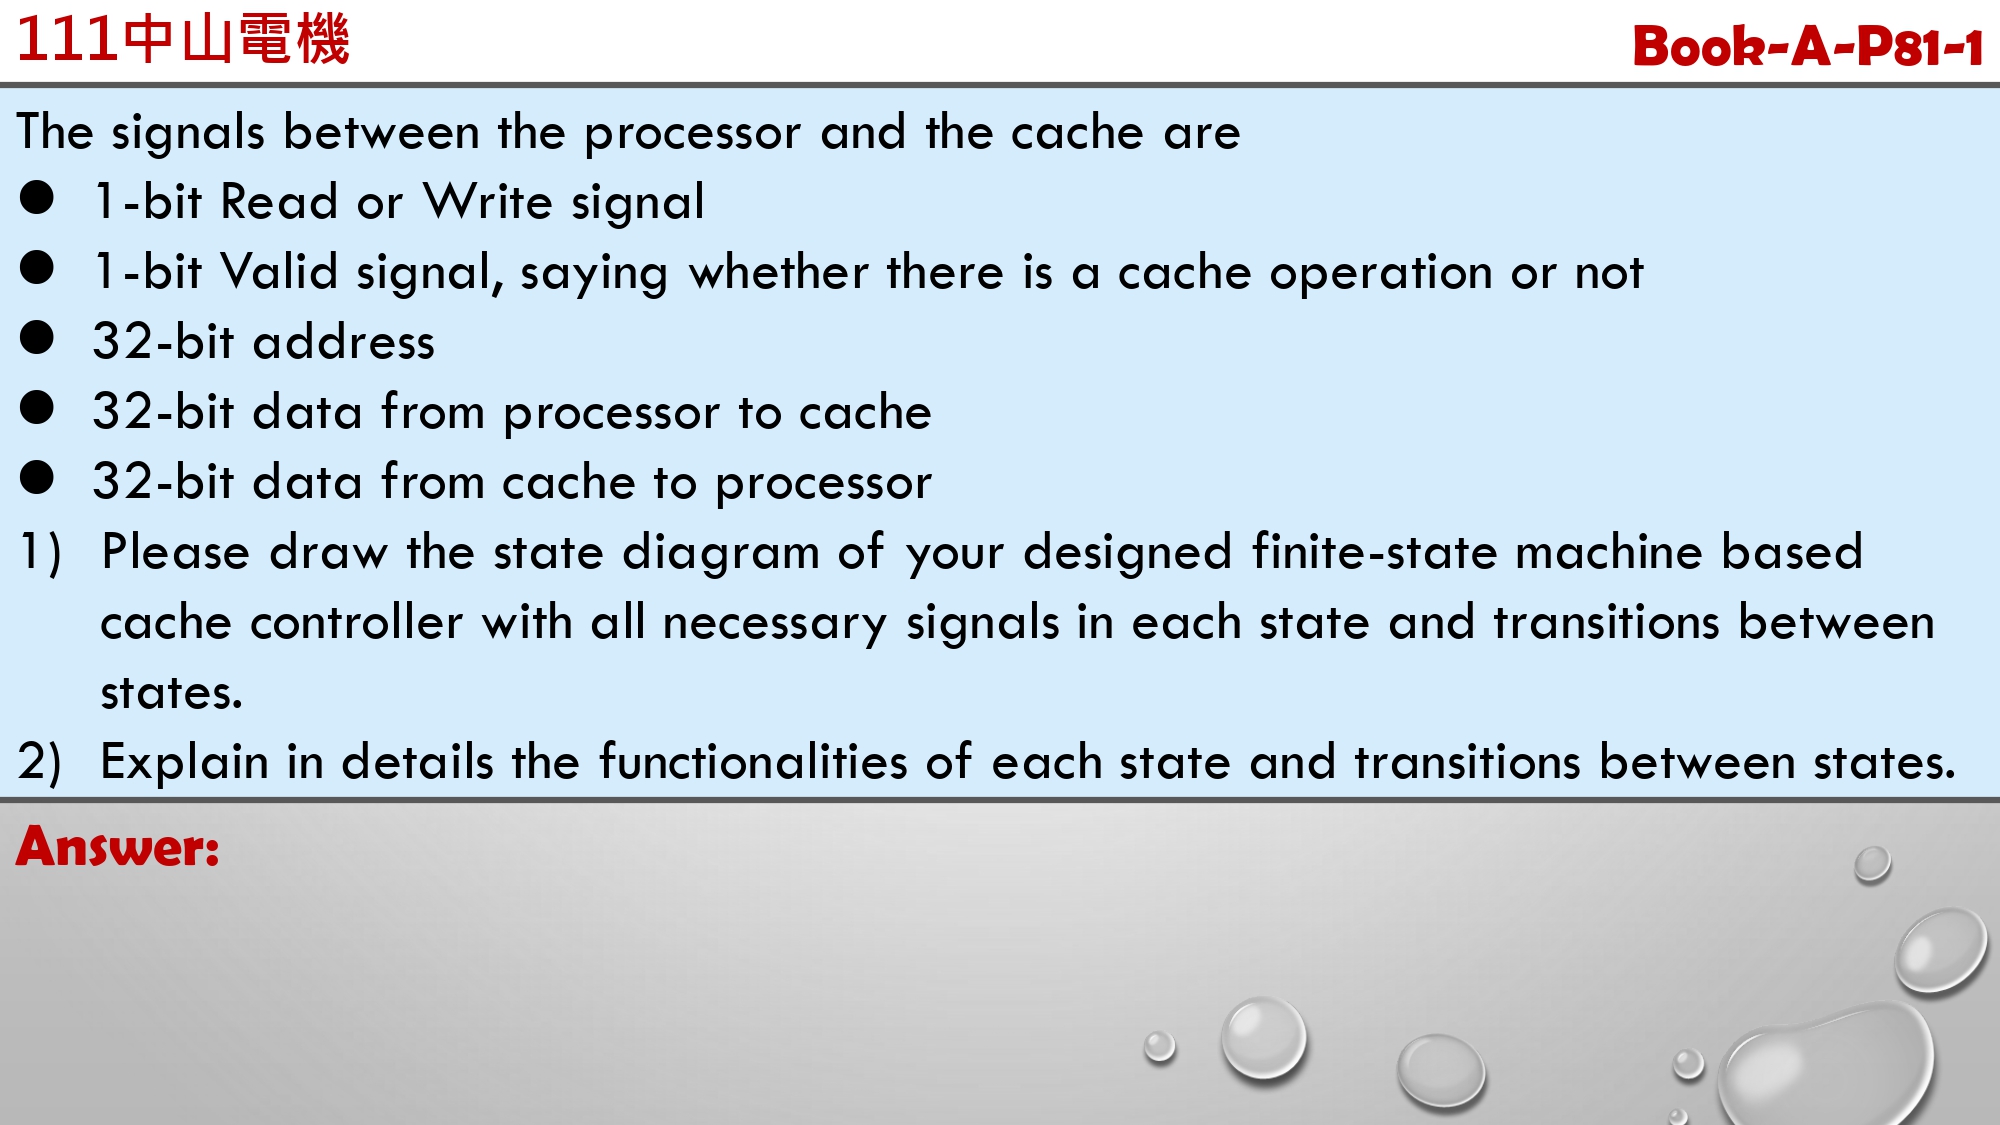 111中山電機
Book-A-P81-1
The signals between the processor and the cache are
● 1-bit Read or Write signal
● 1-bit Valid signal, saying whether there is a cache operation or not
● 32-bit address
● 32-bit data from processor to cache
● 32-bit data from cache to processor
1) Please draw the state diagram of your designed finite-state machine based
cache controller with all necessary signals in each state and transitions between
states.
2) Explain in details the functionalities of each state and transitions between states.
Answer: